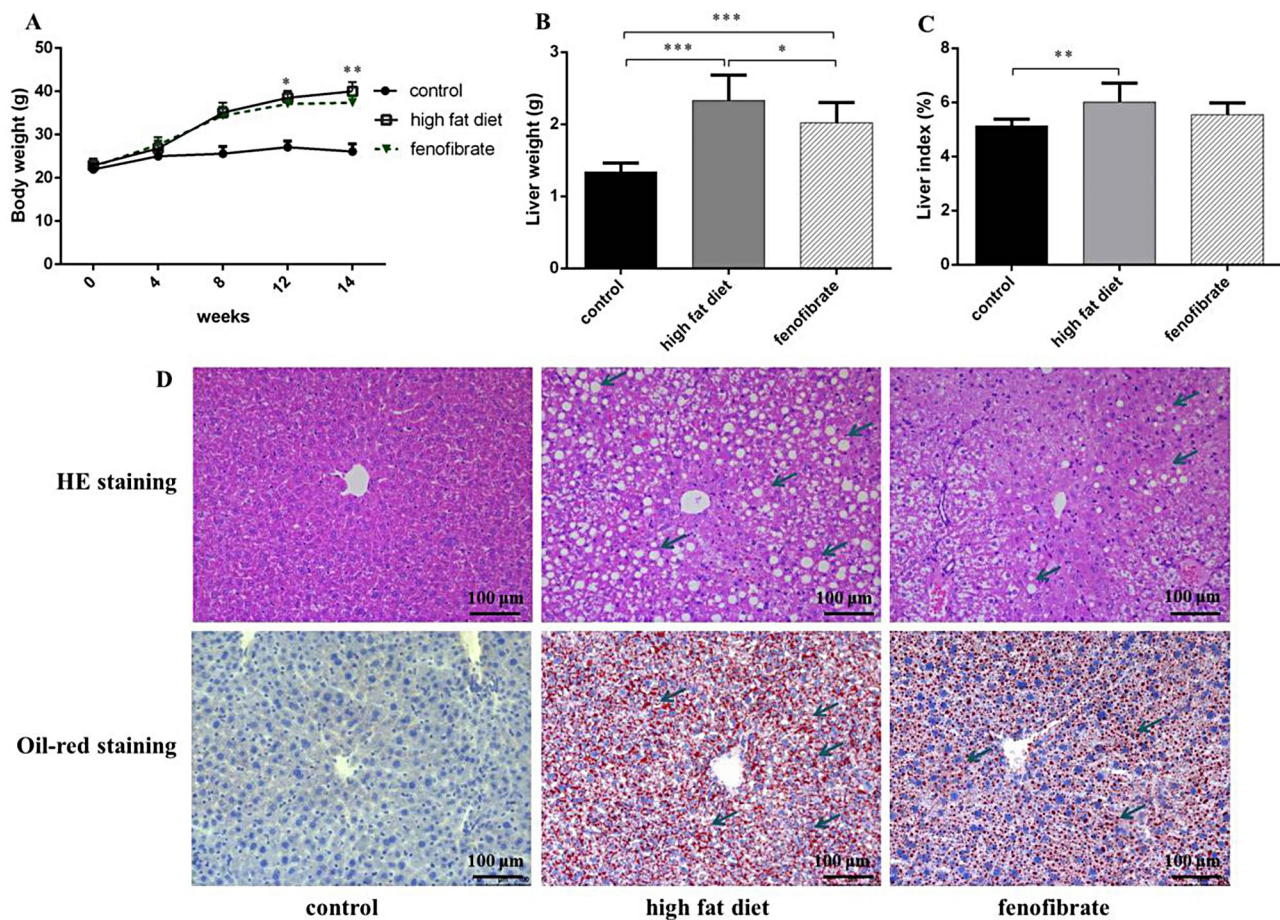 A
Body weight (g)
50
40
30
20
10
0
0
4
8
12
14
weeks
*
**
control
high fat diet
fenofibrate
B
Liver weight (g)
3
2
1
0
***
***
*
control
high fat diet
fenofibrate
C
Liver index (%)
8
6
4
2
0
**
control
high fat diet
fenofibrate
D
HE staining
100 μm
100 μm
100 μm
Oil-red staining
100 μm
100 μm
100 μm
control
high fat diet
fenofibrate